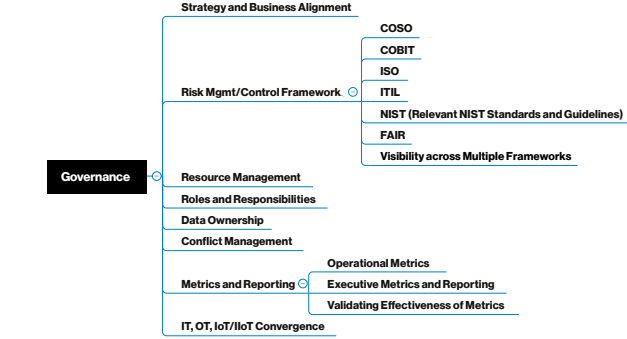 Strategy and Business Alignment
COSO
COBIT
ISO
Risk Mgmt/Control Framework
ITIL
NIST (Relevant NIST Standards and Guidelines)
FAIR
Visibility across Multiple Frameworks
Governance
Resource Management
Roles and Responsibilities
Data Ownership
Conflict Management
Operational Metrics
Metrics and Reporting
Executive Metrics and Reporting
Validating Effectiveness of Metrics
IT, OT, IoT/IIoT Convergence